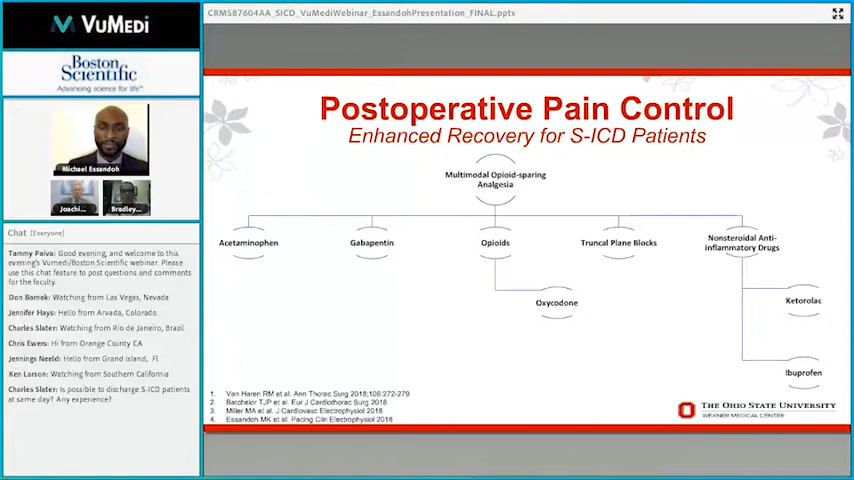 VUMEDI
CRMS87604AA_SICD_VuMediWebinar_EssandohPresentation_FINAL.pptx
Boston
Scientific
Advancing science for life™
Michael Essandoh
Joachi...
Bradley...
Chat (Everyone)
Tammy Paiva: Good evening, and welcome to this
evening's Vumedi/Boston Scientific webinar. Please
use this chat feature to post questions and comments
for the faculty.
Don Barnak: Watching from Las Vegas, Nevada
Jennifer Hays: Hello from Arvada, Colorado.
Charles Slater: Watching from Rio de Janeiro, Brazil
Chris Ewers: Hi from Orange County CA
Jennings Neeld: Hello from Grand Island, Fl
Ken Larson: Watching from Southern California
Charles Slater: Is possible to discharge S-ICD patients
at same day? Any experience?
Postoperative Pain Control
Enhanced Recovery for S-ICD Patients
Multimodal Opioid-sparing
Analgesia
Acetaminophen
Gabapentin
Opioids
Truncal Plane Blocks
Nonsteroidal Anti-
inflammatory Drugs
Oxycodone
Ketorolac
Ibuprofen
1. Van Haren RM et al. Ann Thorac Surg 2018;106:272-279
2. Batchelor TJP et al. Eur J Cardiothorac Surg 2018
3. Miller MA et al. J Cardiovasc Electrophysiol 2018
4. Essandoh MK et al. Pacing Clin Electrophysiol 2018
THE OHIO STATE UNIVERSITY
WEXNER MEDICAL CENTER